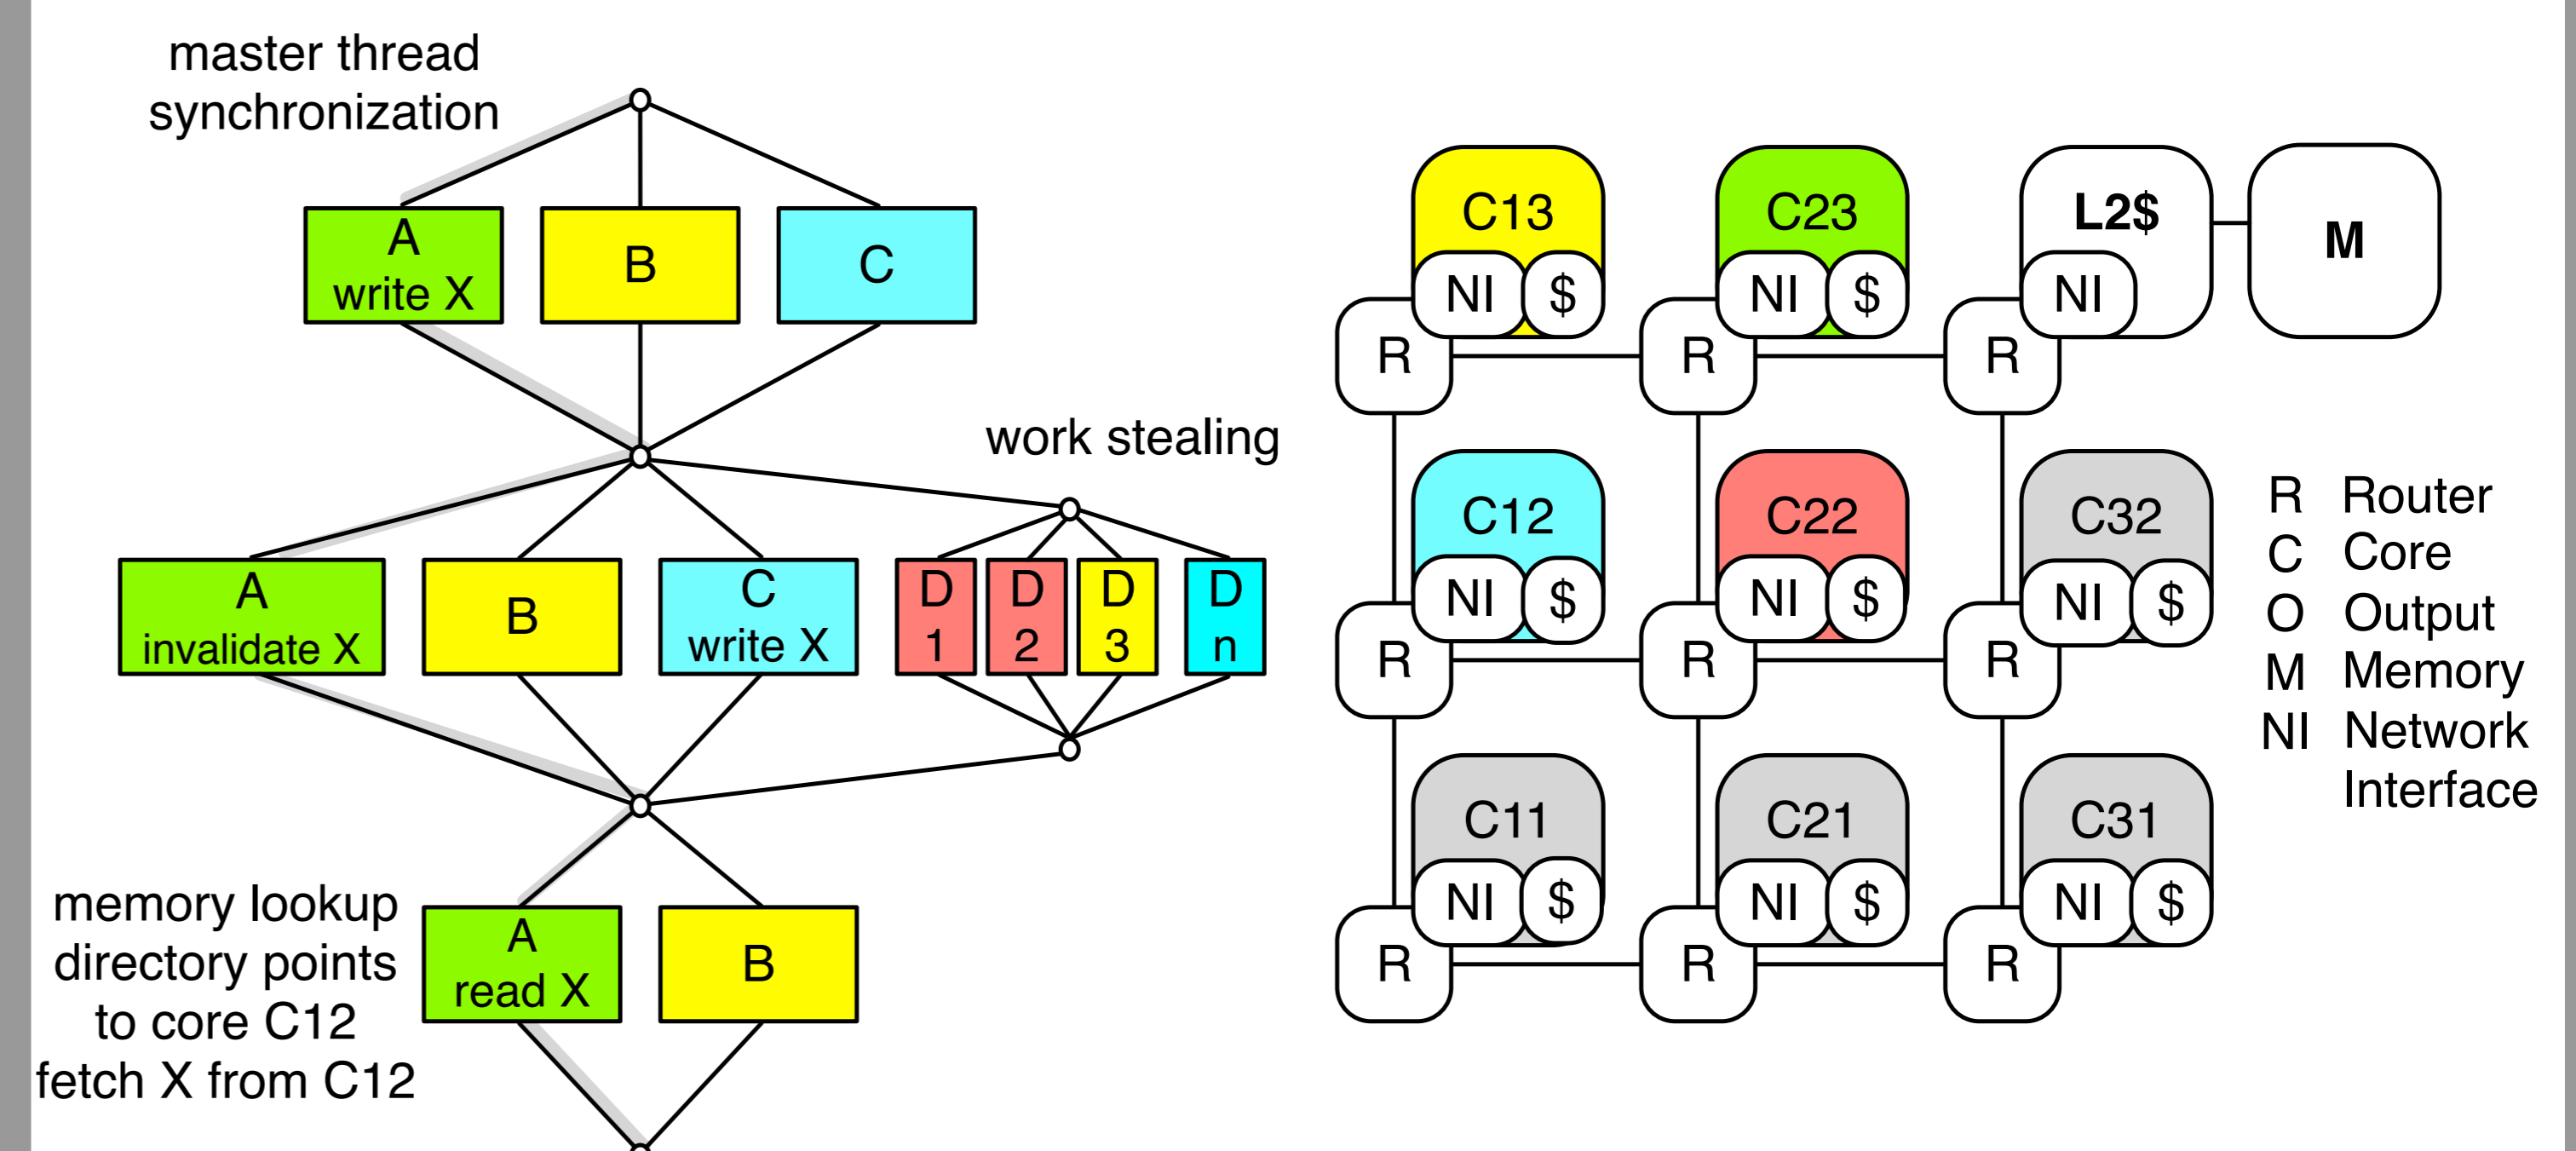 master thread
synchronization
A
write X
B
C
work stealing
A
invalidate X
B
C
write X
D
1
D
2
D
3
D
n
memory lookup
directory points
to core C12
fetch X from C12
A
read X
B
C13
NI $
R
C23
NI $
R
L2$
NI
R
M
C12
NI $
R
C22
NI $
R
C32
NI $
R
C11
NI $
R
C21
NI $
R
C31
NI $
R
R Router
C Core
O Output
M Memory
NI Network
Interface